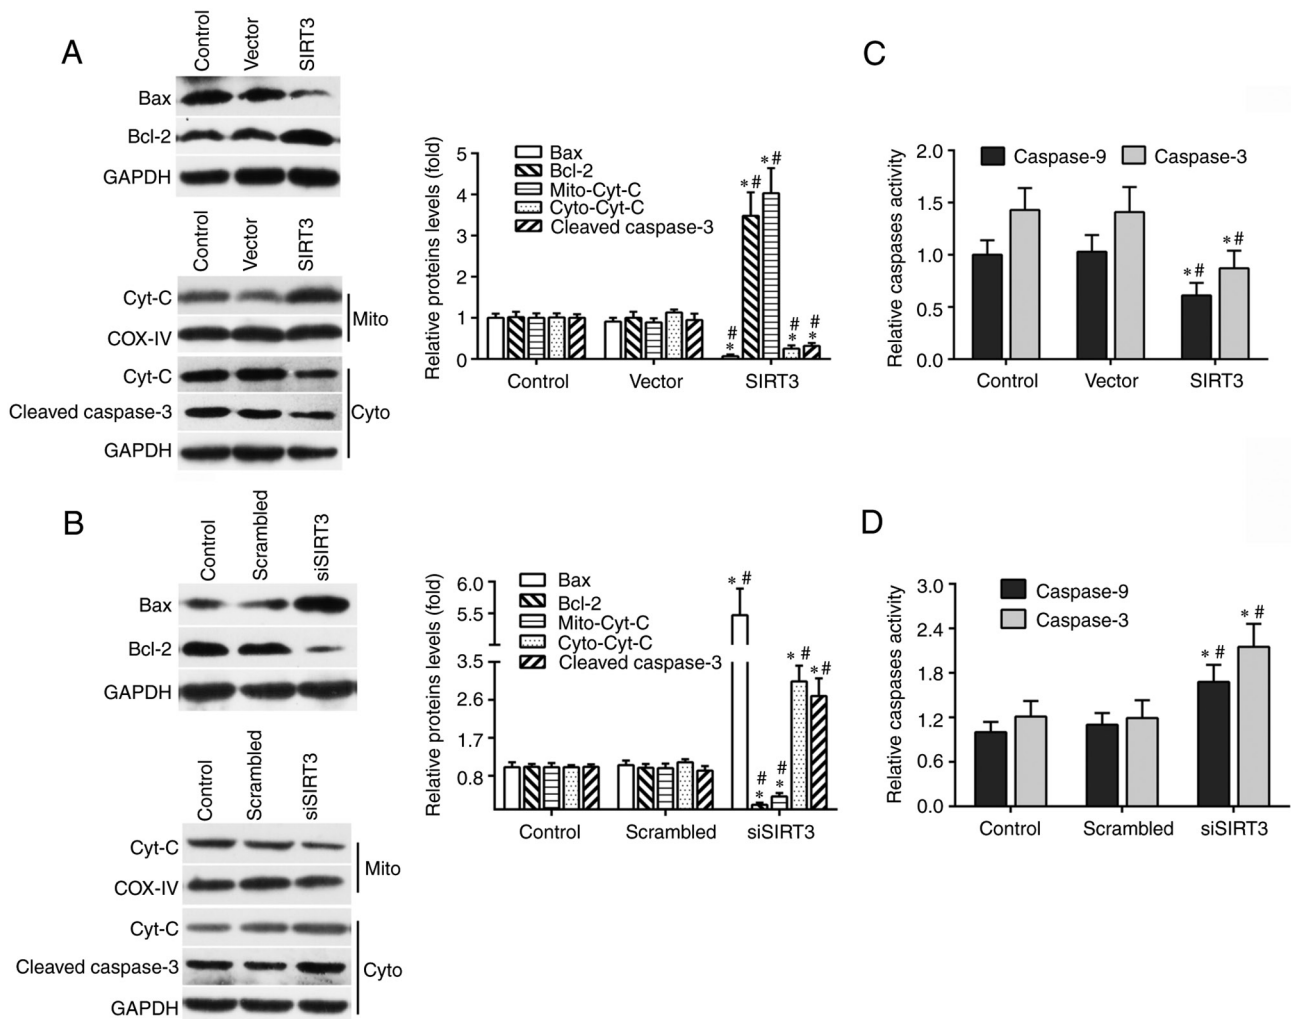 A
Control
Vector
SIRT3
Bax
Bcl-2
GAPDH
Control
Vector
SIRT3
Cyt-C
COX-IV
Mito
Cyt-C
Cleaved caspase-3
GAPDH
Cyto
Relative proteins levels (fold)
5
4
3
2
1
0
Bax
Bcl-2
Mito-Cyt-C
Cyto-Cyt-C
Cleaved caspase-3
# *
*#
*#
# *
# *
Control
Vector
SIRT3
C
Relative caspases activity
2.0
1.5
1.0
0.5
0.0
Caspase-9
Caspase-3
*#
*#
Control
Vector
SIRT3
B
Control
Scrambled
siSIRT3
Bax
Bcl-2
GAPDH
Control
Scrambled
siSIRT3
Cyt-C
COX-IV
Mito
Cyt-C
Cleaved caspase-3
GAPDH
Cyto
Relative proteins levels (fold)
6.0
5.5
3.5
2.6
1.7
0.8
Bax
Bcl-2
Mito-Cyt-C
Cyto-Cyt-C
Cleaved caspase-3
* #
# *
# *
* #
*#
Control
Scrambled
siSIRT3
D
Relative caspases activity
3.0
2.4
1.8
1.2
0.6
0.0
Caspase-9
Caspase-3
* #
* #
Control
Scrambled
siSIRT3